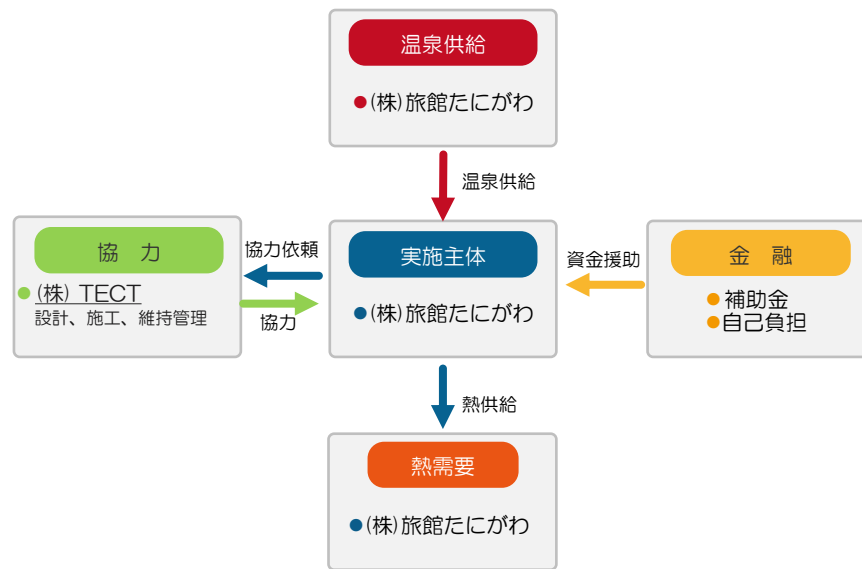 温泉供給
●(株)旅館たにがわ
温泉供給
協　力
●(株) TECT
設計、施工、維持管理
協力依頼
協力
実施主体
●(株)旅館たにがわ
資金援助
金　融
●補助金
●自己負担
熱供給
熱需要
●(株)旅館たにがわ